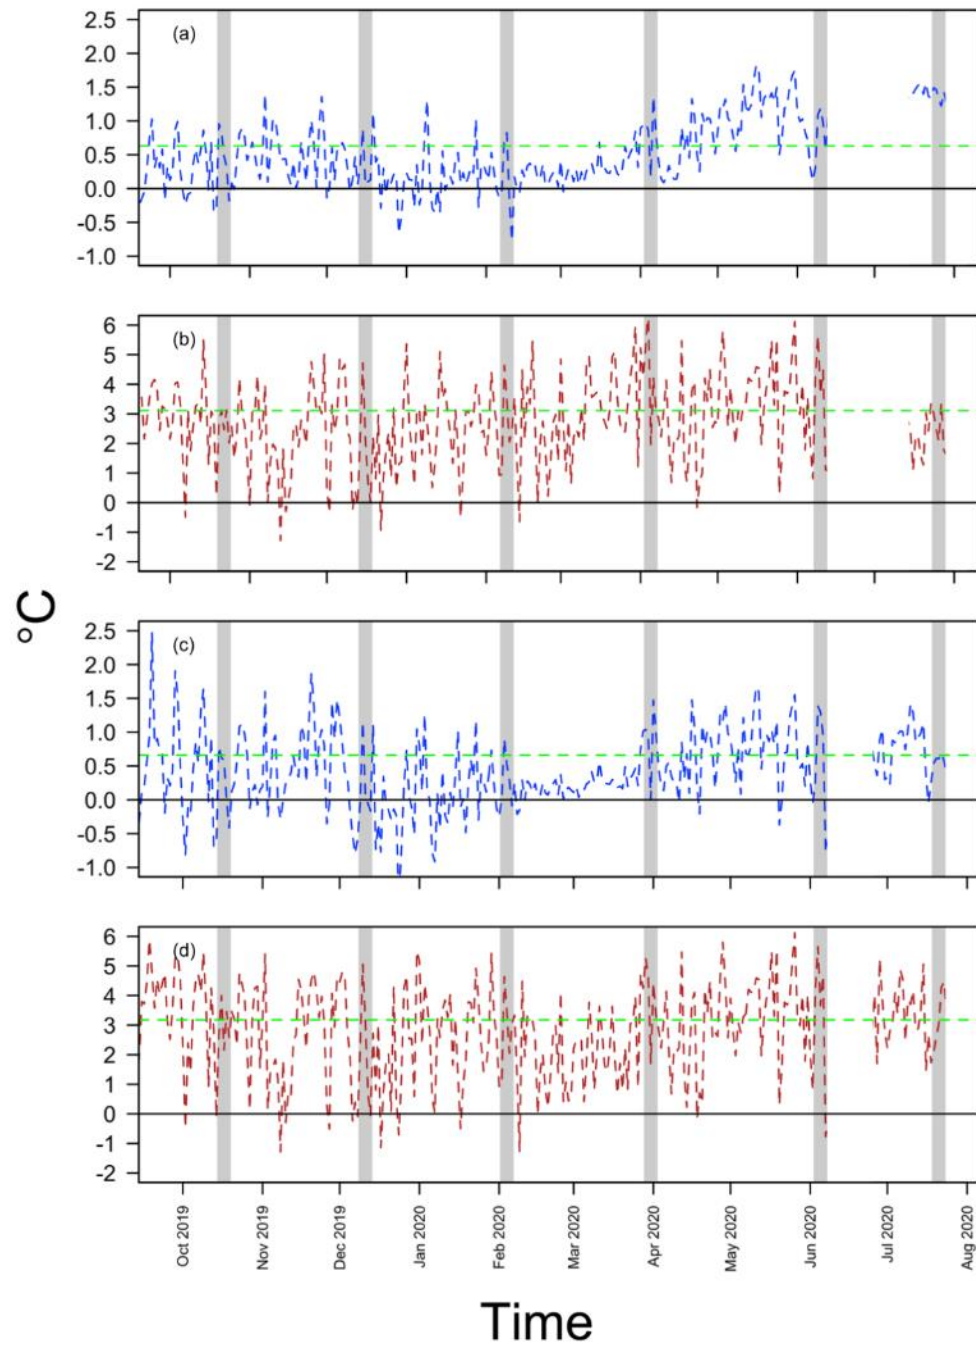 (a)
2.5
2.0
1.5
1.0
0.5
0.0
-0.5
-1.0
(b)
6
5
4
3
2
1
0
-1
-2
°C
(c)
2.5
2.0
1.5
1.0
0.5
0.0
-0.5
-1.0
(d)
6
5
4
3
2
1
0
-1
-2
Oct 2019
Nov 2019
Dec 2019
Jan 2020
Feb 2020
Mar 2020
Apr 2020
May 2020
Jun 2020
Jul 2020
Aug 2020
Time